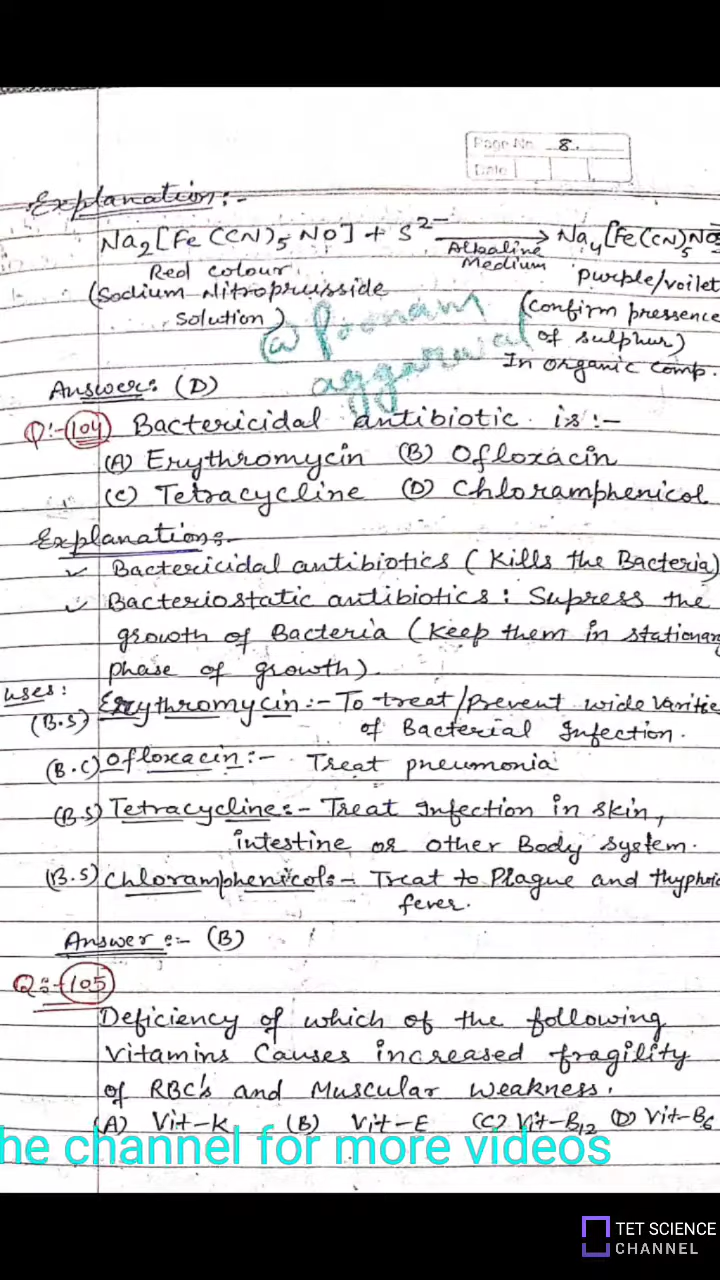 Page No. 8.
Date
Explanation:-
Na2[Fe(CN)5NO] + S2- Alkaline Medium → Na4[Fe(CN)5NOS
Red colour. purple/voilet
(Sodium Nitroprusside (Confirm pressence
Solution) of sulphur)
@ Poonam aggarwal
In organic comp.
Answer: (D)
Q:-104 Bactericidal antibiotic is:-
(A) Erythromycin (B) Ofloxacin
(C) Tetracycline (D) Chloramphenicol
Explanation:-
✓ Bactericidal antibiotics (Kills the Bacteria)
✓ Bacteriostatic antibiotics: Supress the
growth of Bacteria (Keep them in stationary
phase of growth).
uses:
(B.S) Erythromycin:- To treat/Prevent wide Varitie
of Bacterial Infection.
(B.C) Ofloxacin:- Treat pneumonia
(B.S) Tetracycline:- Treat Infection in skin,
intestine or other Body system.
(B.S) Chloramphenicols- Treat to Plague and thyphoid
fever.
Answer:- (B)
Q:-105
Deficiency of which of the following
Vitamins Causes increased fragility
of RBC's and Muscular weakness.
(A) Vit-K (B) Vit-E (C) Vit-B12 (D) Vit-B6
he channel for more videos
TET SCIENCE
CHANNEL